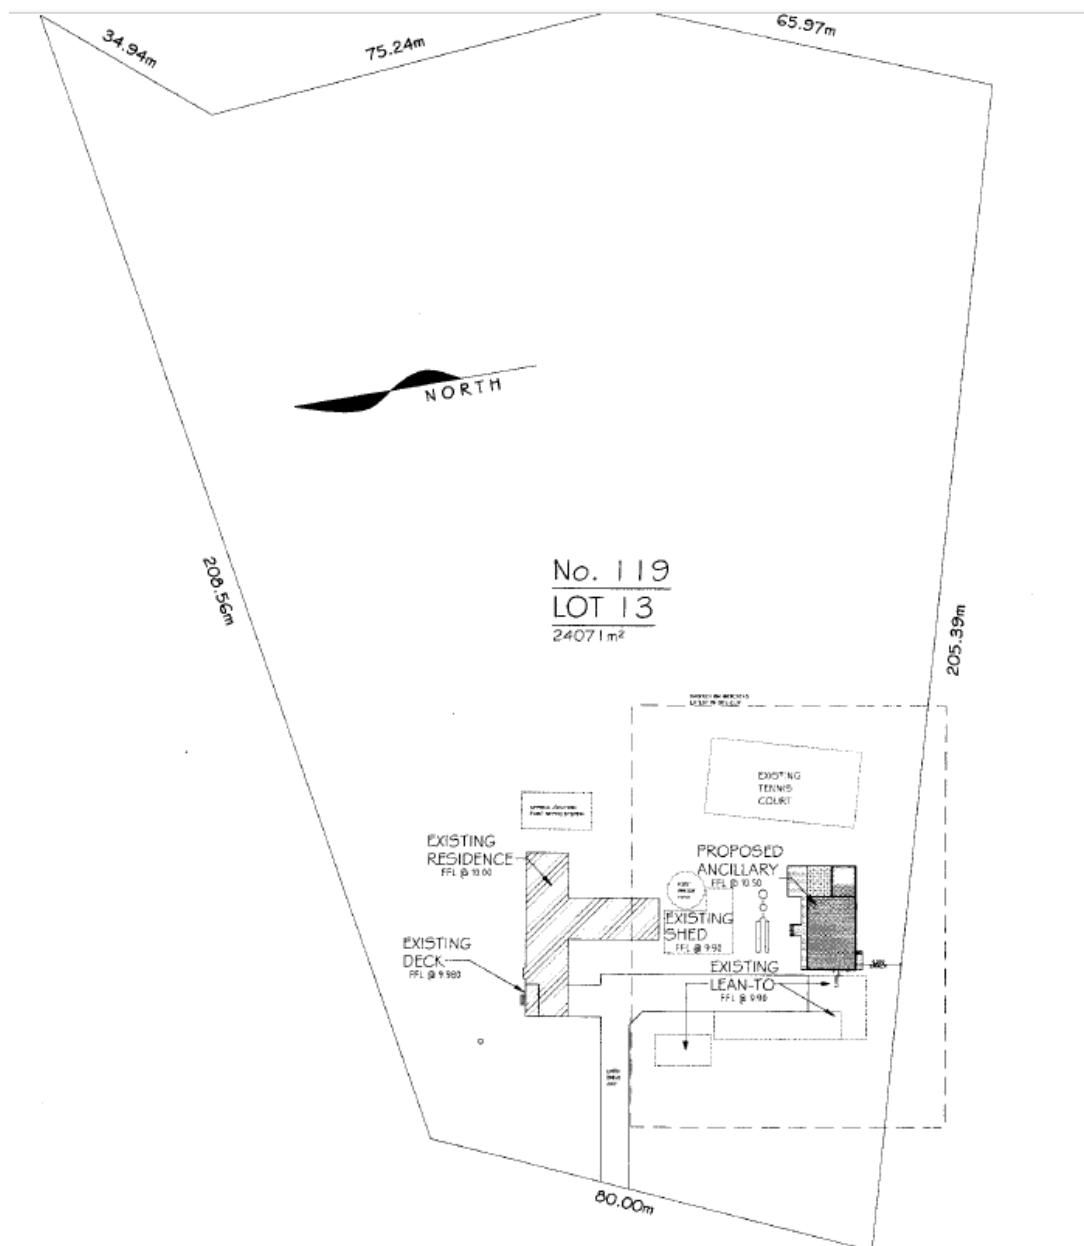 34.94m
75.24m
65.97m
NORTH
208.56m
No. 119
LOT 13
24071m²
205.39m
EXISTING
TENNIS
COURT
EXISTING
RESIDENCE
FFL @ 10.00
PROPOSED
ANCILLARY
FFL @ 10.50
EXISTING
SHED
FFL @ 9.90
EXISTING
DECK
FFL @ 9.980
EXISTING
LEAN-TO
FFL @ 9.90
80.00m